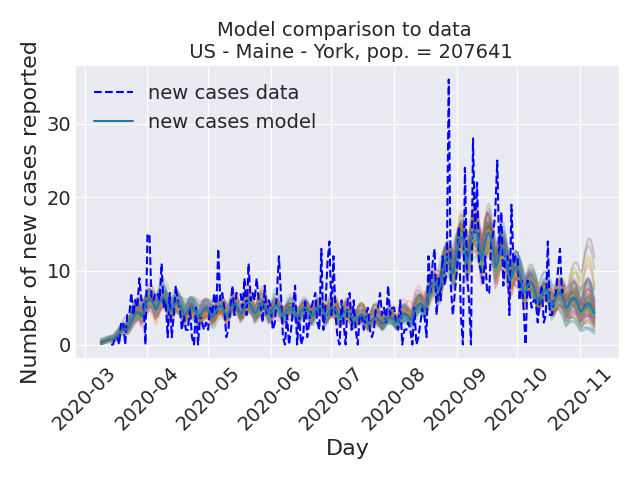 Model comparison to data
US - Maine - York, pop. = 207641
Number of new cases reported
new cases data
new cases model
30
20
10
0
2020-03
2020-04
2020-05
2020-06
2020-07
2020-08
2020-09
2020-10
2020-11
Day